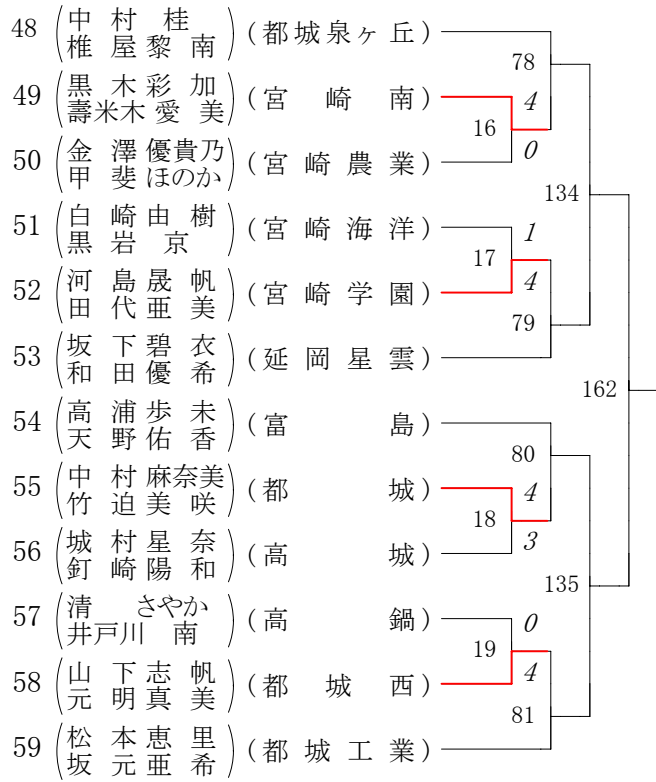 48 中村 桂 (都城泉ヶ丘)
椎屋黎南
78
49 黒木彩加 (宮崎南) 4
壽米木愛美
16
50 金澤優貴乃 (宮崎農業) 0
甲斐ほのか
134
51 白崎由樹 (宮崎海洋) 1
黒岩 京
17
52 河島晟帆 (宮崎学園) 4
田代亜美
79
53 坂下碧衣 (延岡星雲)
和田優希
162
54 高浦歩未 (富島)
天野佑香
80
55 中村麻奈美 (都城) 4
竹迫美咲
18
56 城村星奈 (高城) 3
釘崎陽和
135
57 清 さやか (高鍋) 0
井戸川 南
19
58 山下志帆 (都城西) 4
元明真美
81
59 松本恵里 (都城工業)
坂元亜希